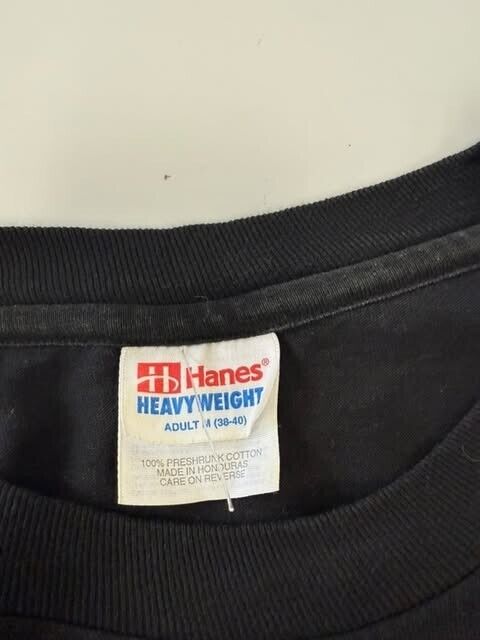 Hanes®
HEAVYWEIGHT
ADULT M (38-40)
100% PRESHRUNK COTTON
MADE IN HONDURAS
CARE ON REVERSE